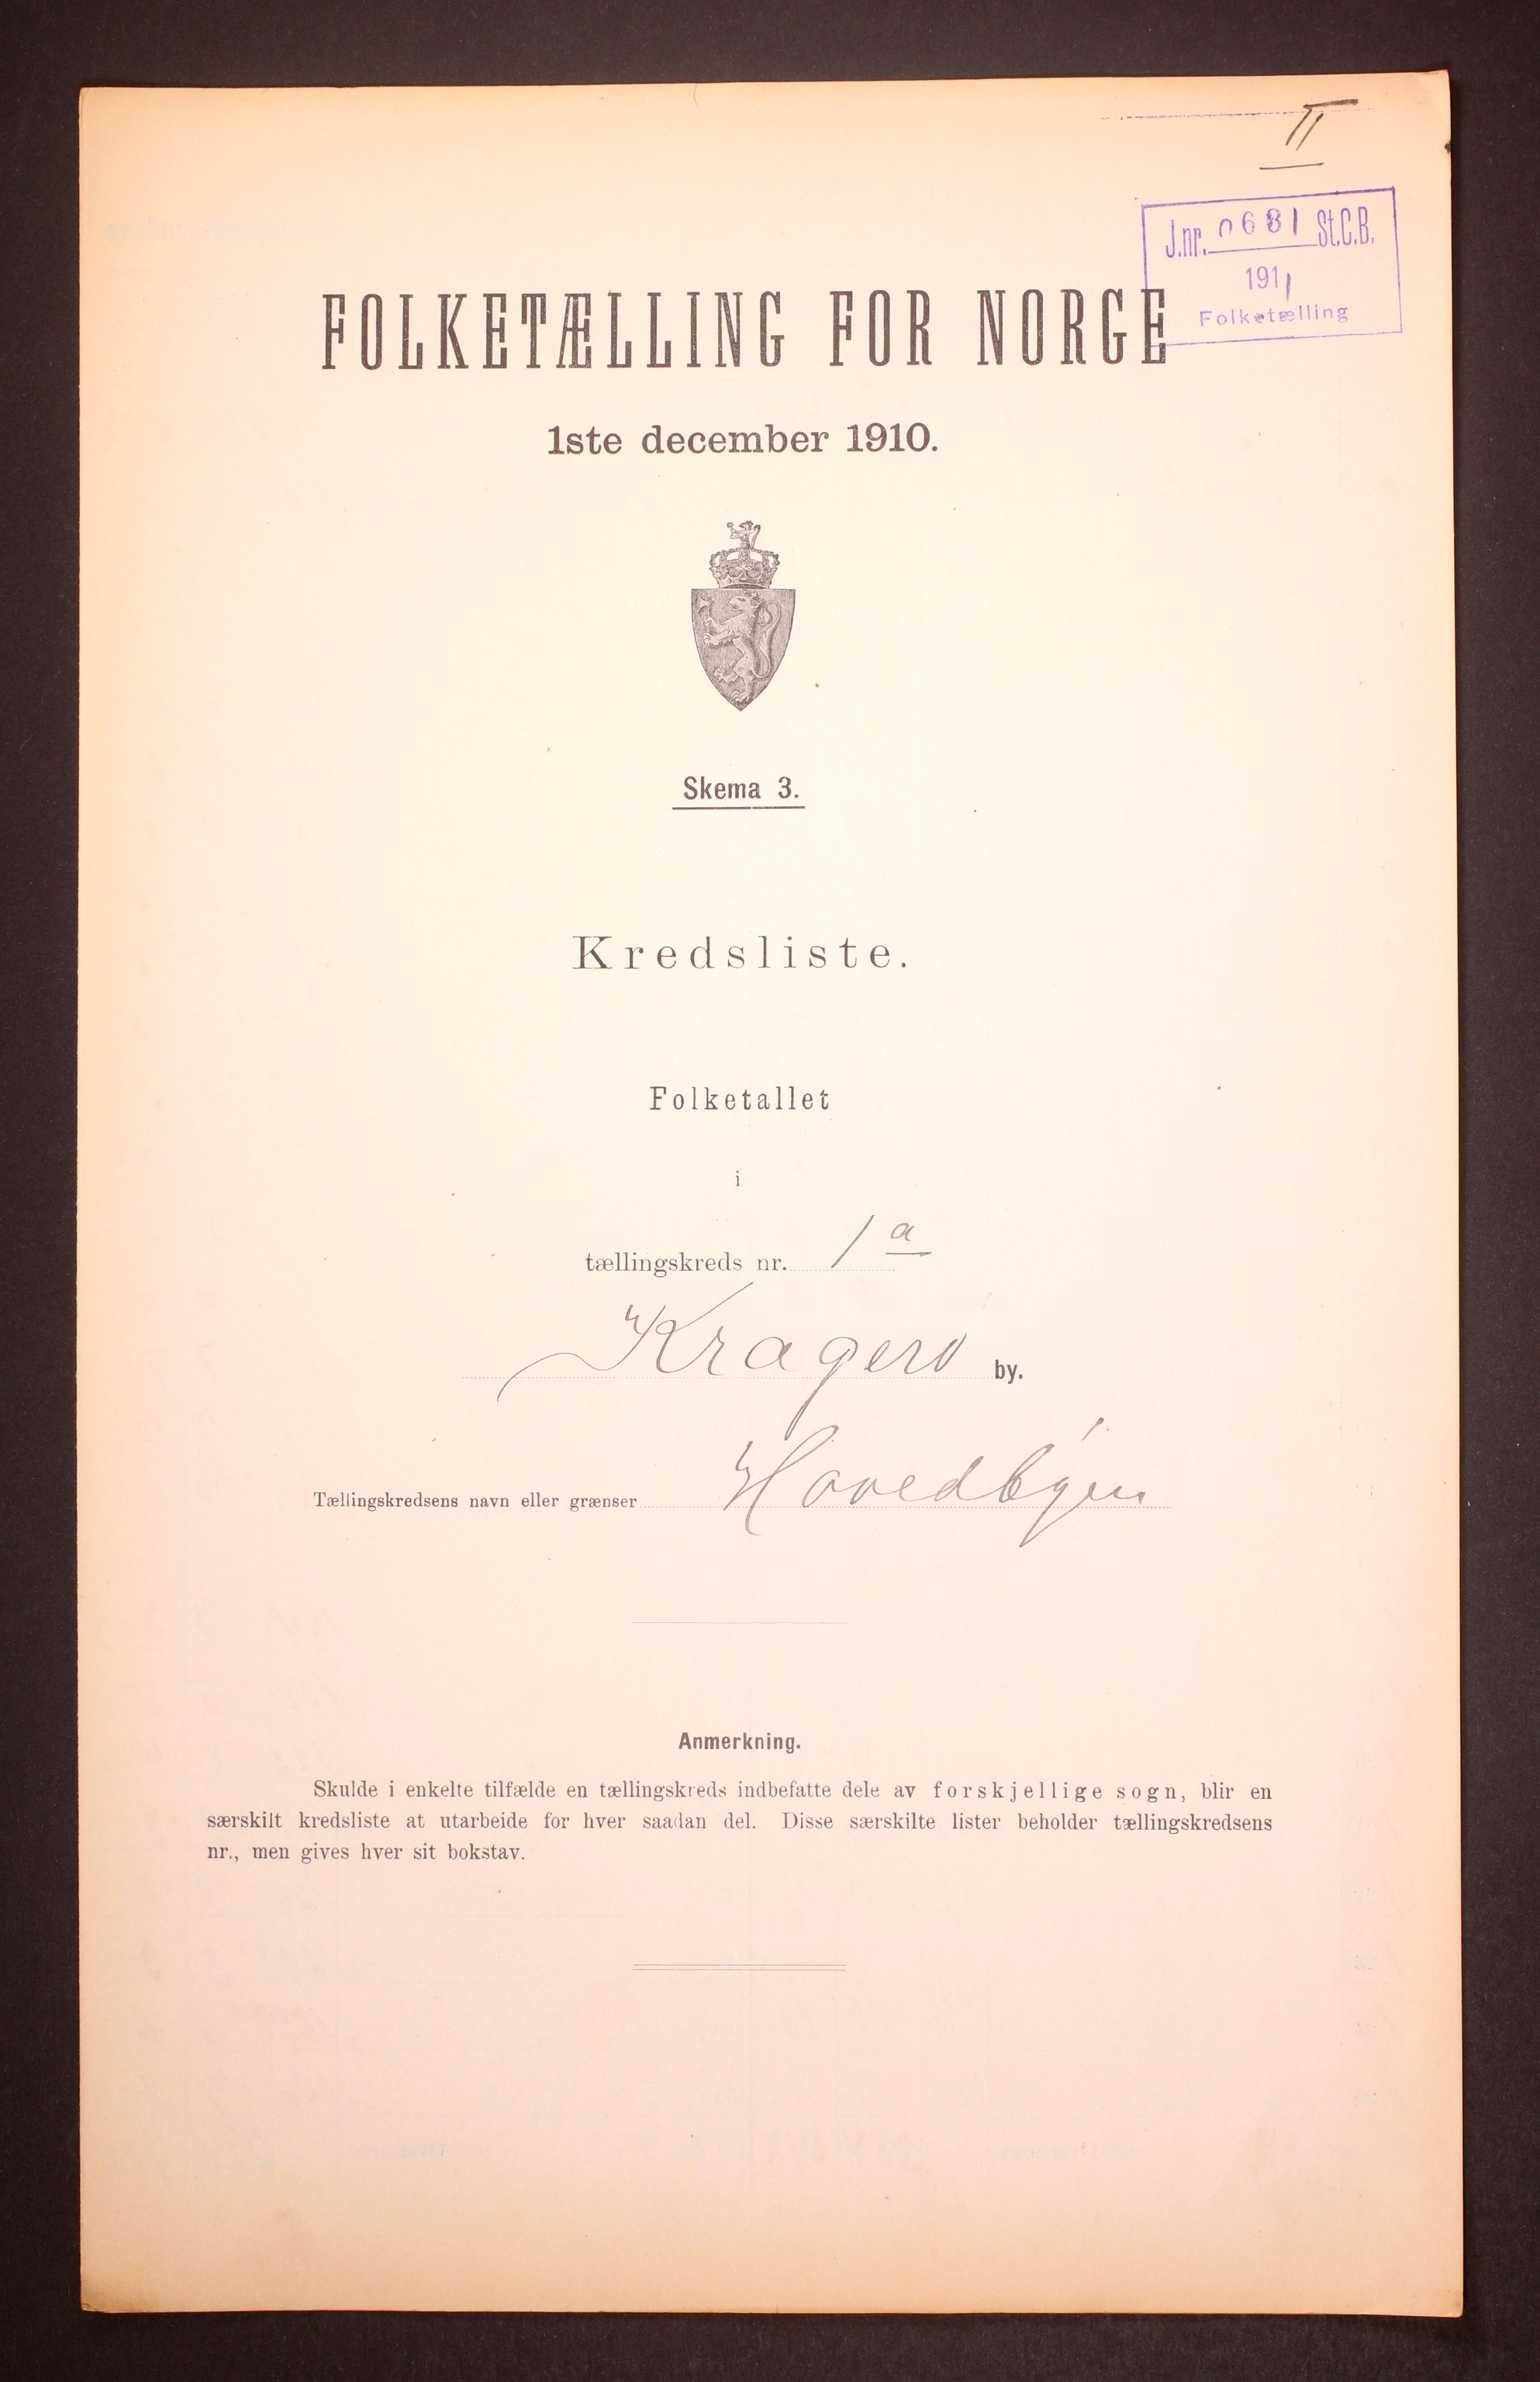 II
J.nr. 0681 St.C.B.
1911
Folketælling
FOLKETÆLLING FOR NORGE
1ste december 1910.
Skema 3.
Kredsliste.
Folketallet
i
tællingskreds nr. 1a
Kragerø by.
Tællingskredsens navn eller grænser Hovedbyen
Anmerkning.
Skulde i enkelte tilfælde en tællingskreds indbefatte dele av forskjellige sogn, blir en
særskilt kredsliste at utarbeide for hver saadan del. Disse særskilte lister beholder tællingskredsens
nr., men gives hver sit bokstav.